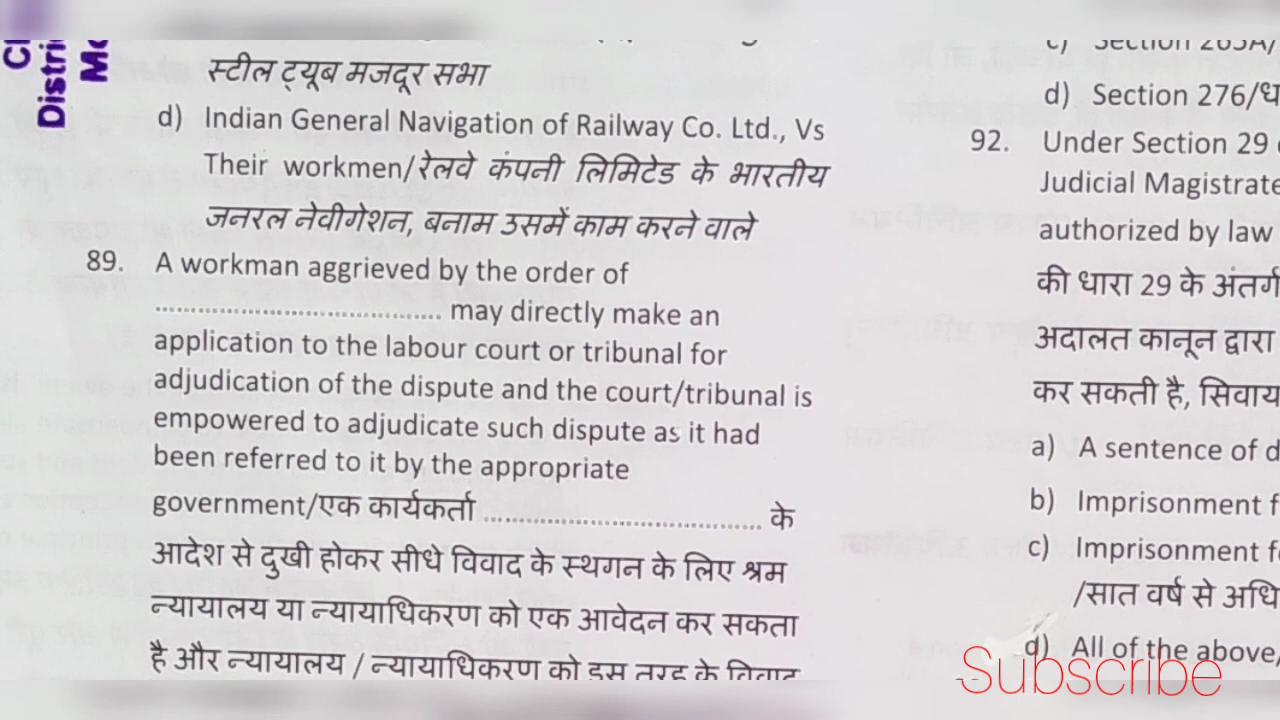 स्टील ट्यूब मजदूर सभा
d) Indian General Navigation of Railway Co. Ltd., Vs
Their workmen/रेलवे कंपनी लिमिटेड के भारतीय
जनरल नेवीगेशन, बनाम उसमें काम करने वाले
89. A workman aggrieved by the order of
........................................ may directly make an
application to the labour court or tribunal for
adjudication of the dispute and the court/tribunal is
empowered to adjudicate such dispute as it had
been referred to it by the appropriate
government/एक कार्यकर्ता ........................................ के
आदेश से दुखी होकर सीधे विवाद के स्थगन के लिए श्रम
न्यायालय या न्यायाधिकरण को एक आवेदन कर सकता
है और न्यायालय / न्यायाधिकरण को इस तरह के विवाद
d) Section 276/
92. Under Section 29
Judicial Magistrate
authorized by law
की धारा 29 के
अदालत कानून द्वारा
कर सकती है, सिवाय
a) A sentence of
b) Imprisonment
c) Imprisonment
/सात वर्ष से
d) All of the above
Subscribe